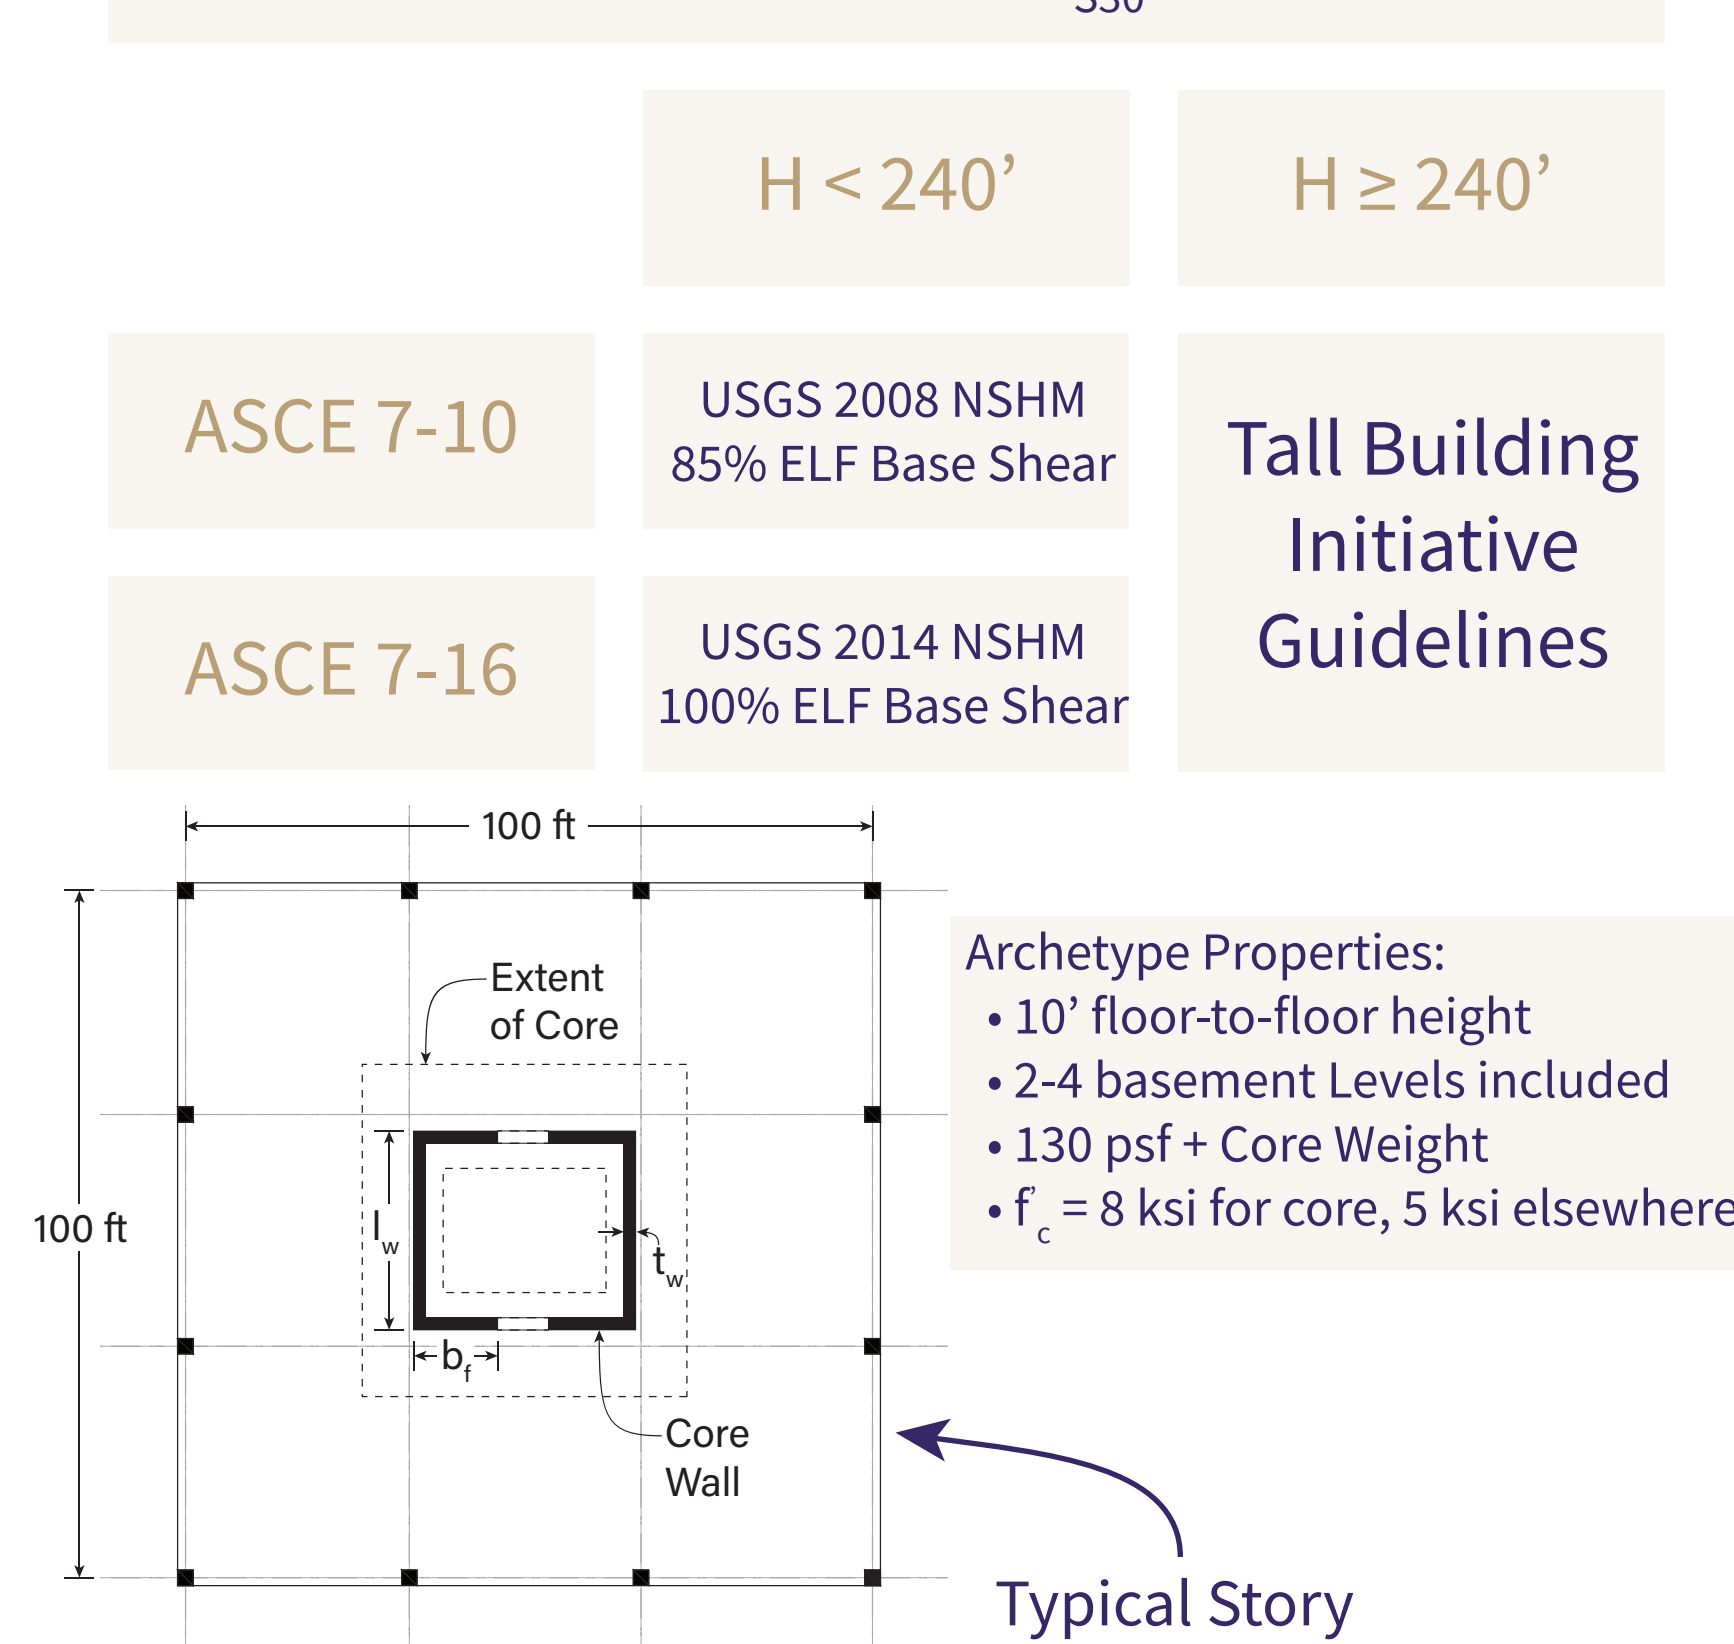 H < 240’
H ≥ 240’
ASCE 7-10
USGS 2008 NSHM
85% ELF Base Shear
Tall Building
Initiative
Guidelines
ASCE 7-16
USGS 2014 NSHM
100% ELF Base Shear
100 ft
Extent
of Core
100 ft
lw
tw
bf
Core
Wall
Archetype Properties:
• 10’ floor-to-floor height
• 2-4 basement Levels included
• 130 psf + Core Weight
• f’c = 8 ksi for core, 5 ksi elsewhere
Typical Story